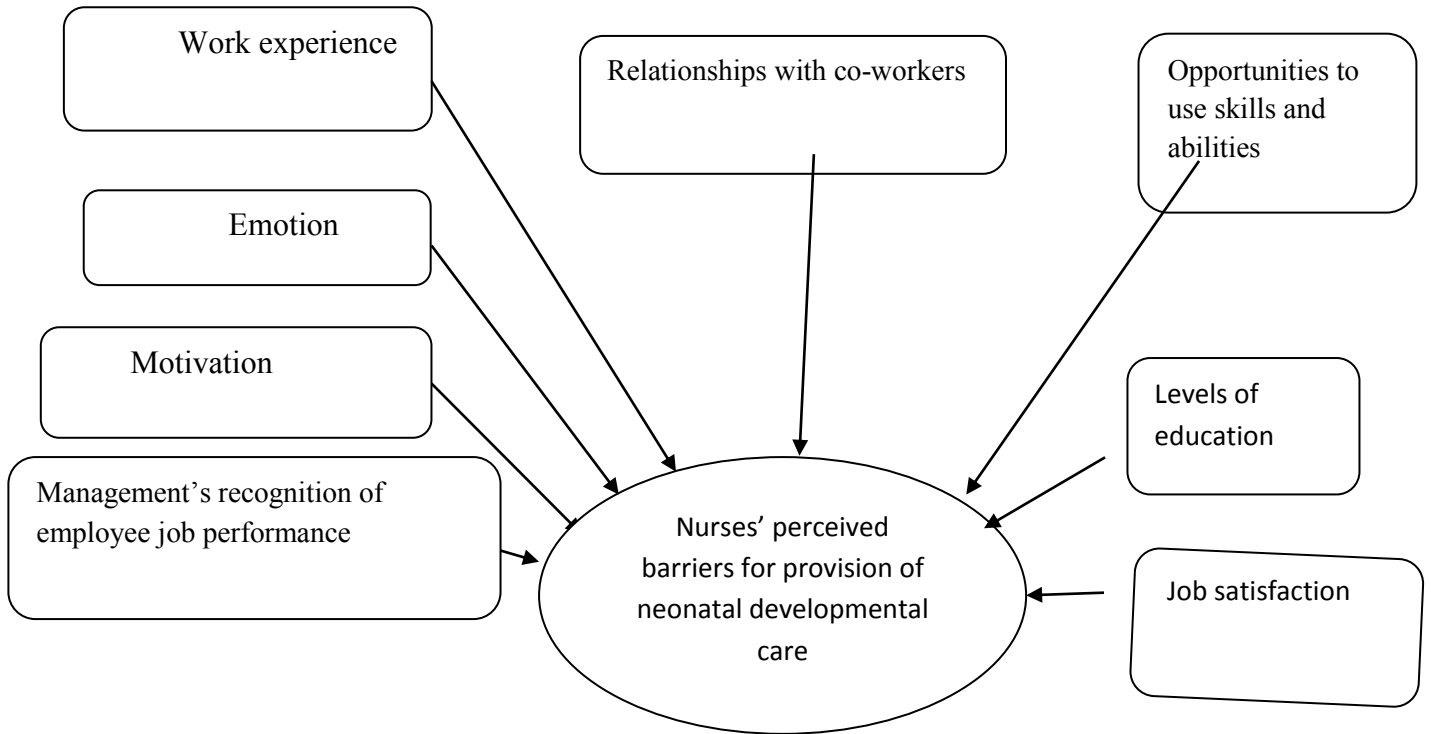 Work experience
Relationships with co-workers
Opportunities to
use skills and
abilities
Emotion
Motivation
Levels of
education
Management’s recognition of
employee job performance
Nurses’ perceived
barriers for provision of
neonatal developmental
care
Job satisfaction